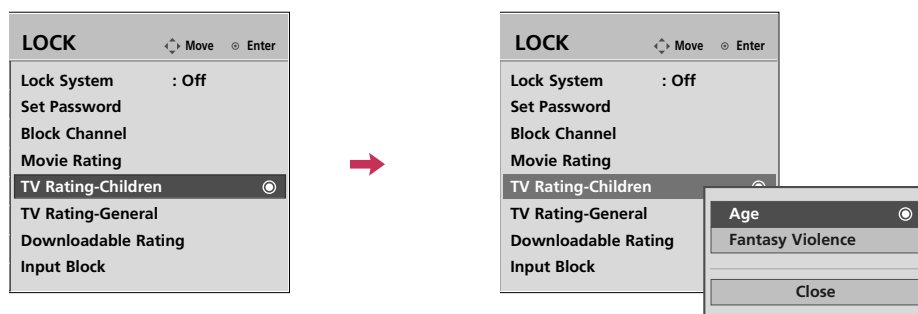 LOCK Move Enter
Lock System : Off
Set Password
Block Channel
Movie Rating
TV Rating-Children
TV Rating-General
Downloadable Rating
Input Block
LOCK Move Enter
Lock System : Off
Set Password
Block Channel
Movie Rating
TV Rating-Children
TV Rating-General
Downloadable Rating
Input Block
Age
Fantasy Violence
Close